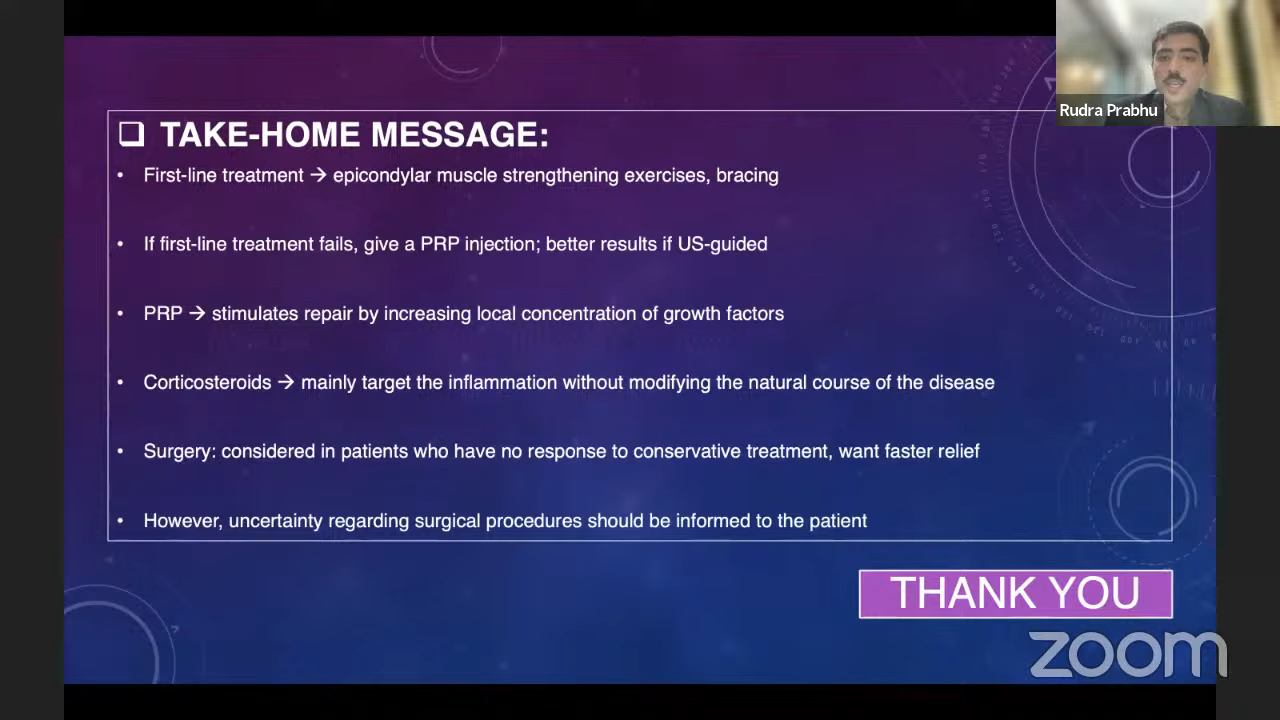 Rudra Prabhu
❑ TAKE-HOME MESSAGE:
• First-line treatment → epicondylar muscle strengthening exercises, bracing
• If first-line treatment fails, give a PRP injection; better results if US-guided
• PRP → stimulates repair by increasing local concentration of growth factors
• Corticosteroids → mainly target the inflammation without modifying the natural course of the disease
• Surgery: considered in patients who have no response to conservative treatment, want faster relief
• However, uncertainty regarding surgical procedures should be informed to the patient
THANK YOU
zoom